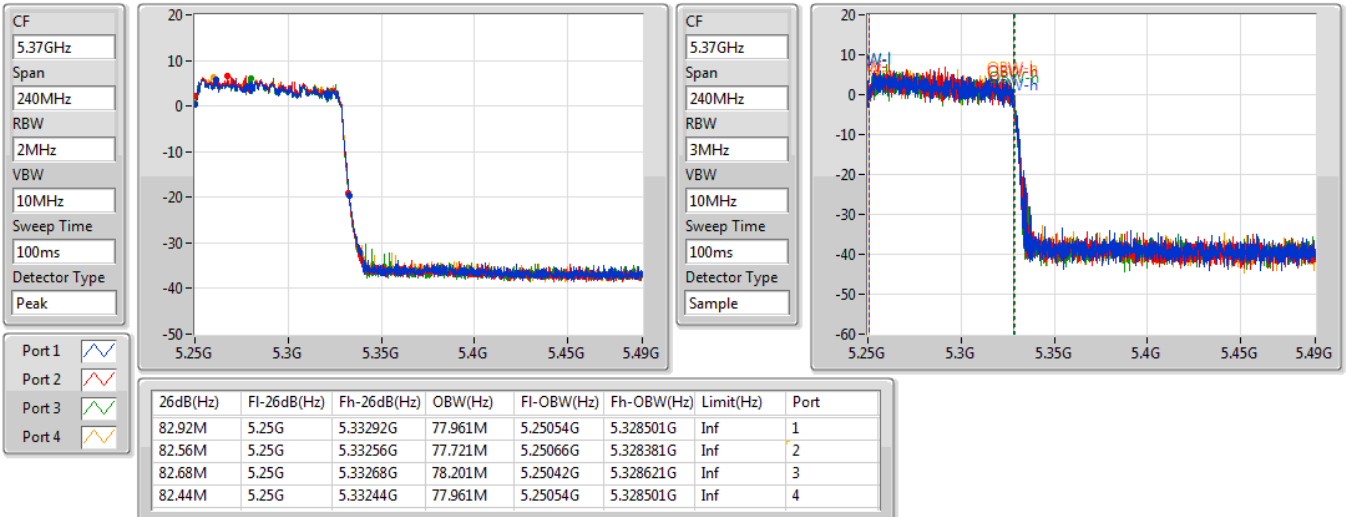 CF
5.37GHz
Span
240MHz
RBW
2MHz
VBW
10MHz
Sweep Time
100ms
Detector Type
Peak
20
10
0
-10
-20
-30
-40
-50
5.25G 5.3G 5.35G 5.4G 5.45G 5.49G
CF
5.37GHz
Span
240MHz
RBW
3MHz
VBW
10MHz
Sweep Time
100ms
Detector Type
Sample
20
10
0
-10
-20
-30
-40
-50
-60
W-l
OBW-h
5.25G 5.3G 5.35G 5.4G 5.45G 5.49G
Port 1
Port 2
Port 3
Port 4
26dB(Hz) Fl-26dB(Hz) Fh-26dB(Hz) OBW(Hz) Fl-OBW(Hz) Fh-OBW(Hz) Limit(Hz) Port
82.92M 5.25G 5.33292G 77.961M 5.25054G 5.328501G Inf 1
82.56M 5.25G 5.33256G 77.721M 5.25066G 5.328381G Inf 2
82.68M 5.25G 5.33268G 78.201M 5.25042G 5.328621G Inf 3
82.44M 5.25G 5.33244G 77.961M 5.25054G 5.328501G Inf 4